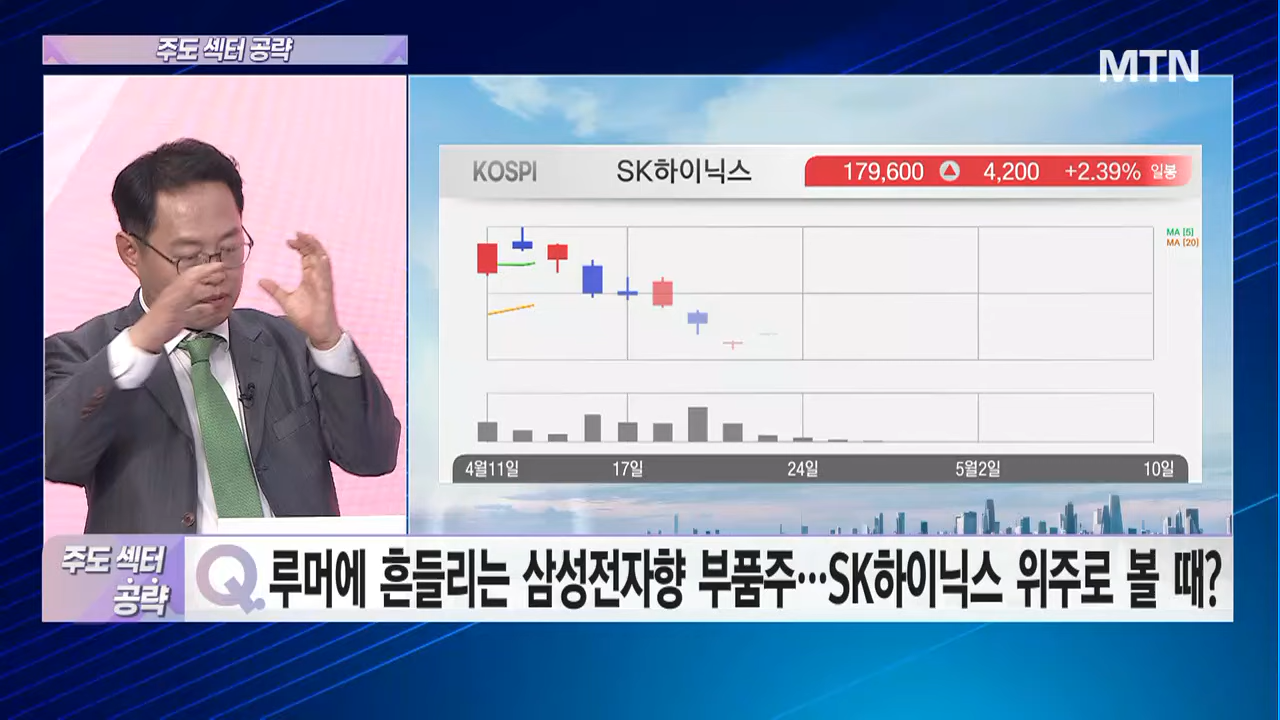 주도 섹터 공략
MTN
KOSPI SK하이닉스 179,600 4,200 +2.39% 일봉
MA [5]
MA [20]
4월11일 17일 24일 5월2일 10일
주도 섹터
공략
Q. 루머에 흔들리는 삼성전자향 부품주…SK하이닉스 위주로 볼 때?